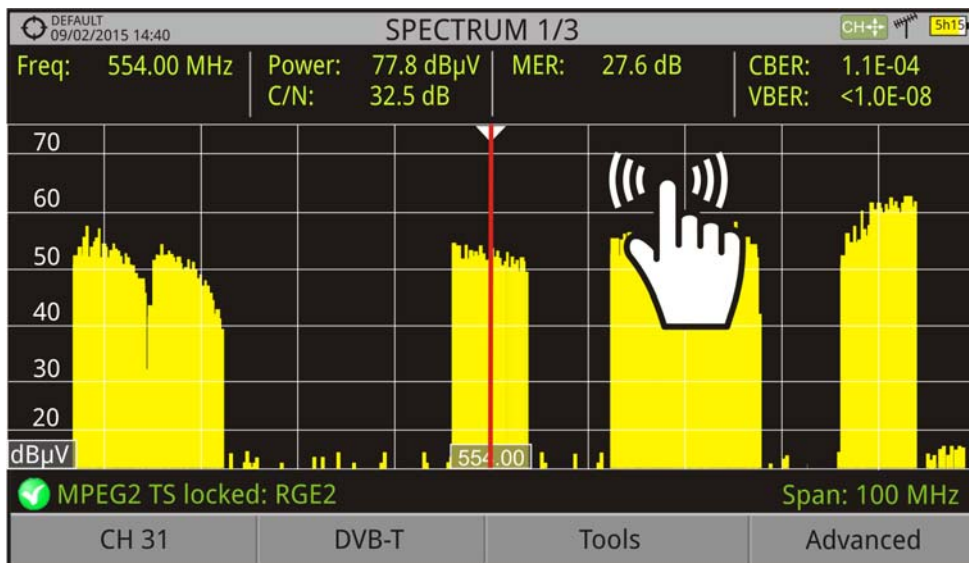 DEFAULT
09/02/2015 14:40
SPECTRUM 1/3
CH
5h15
Freq: 554.00 MHz
Power: 77.8 dBµV
C/N: 32.5 dB
MER: 27.6 dB
CBER: 1.1E-04
VBER: <1.0E-08
70
60
50
40
30
20
dBµV
554.00
MPEG2 TS locked: RGE2
Span: 100 MHz
CH 31
DVB-T
Tools
Advanced